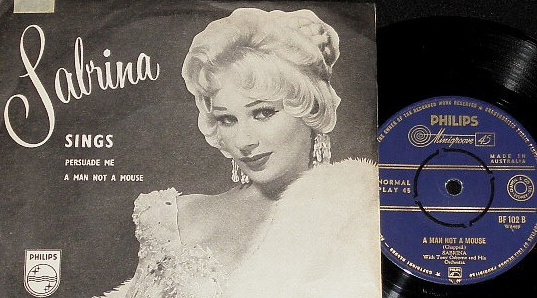 Sabrina
SINGS
PERSUADE ME
A MAN NOT A MOUSE
PHILIPS
PHILIPS
Minigroove 45
MADE IN
AUSTRALIA
NORMAL
PLAY 45
BF 102 B
A MAN NOT A MOUSE
(Chappell)
SABRINA
With Tony Osborne and His
Orchestra
PHILIPS